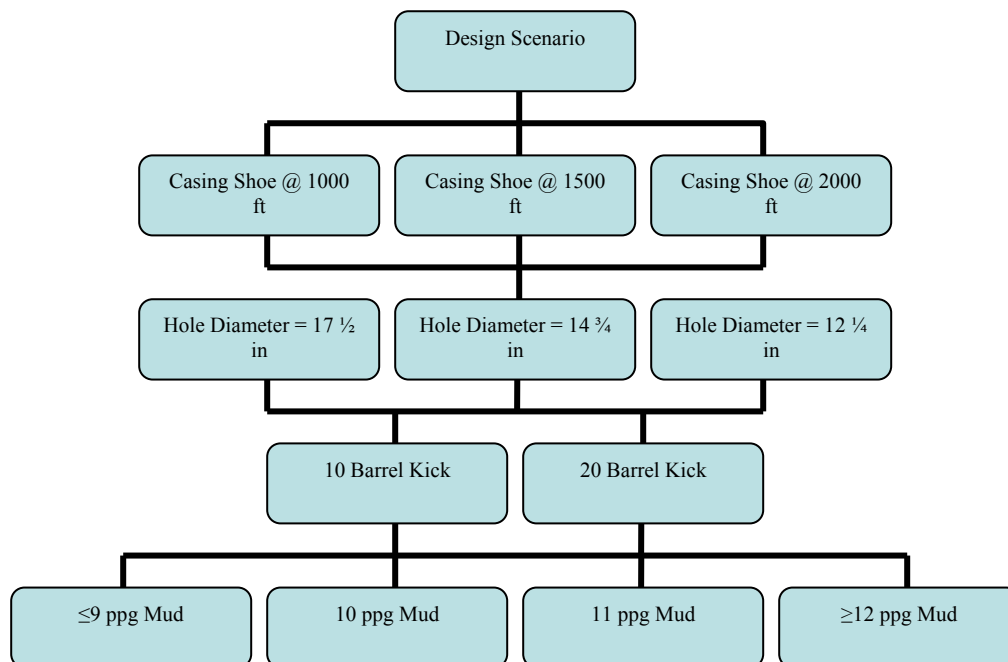 Design Scenario
Casing Shoe @ 1000
ft
Casing Shoe @ 1500
ft
Casing Shoe @ 2000
ft
Hole Diameter = 17 ½
in
Hole Diameter = 14 ¾
in
Hole Diameter = 12 ¼
in
10 Barrel Kick
20 Barrel Kick
≤9 ppg Mud
10 ppg Mud
11 ppg Mud
≥12 ppg Mud